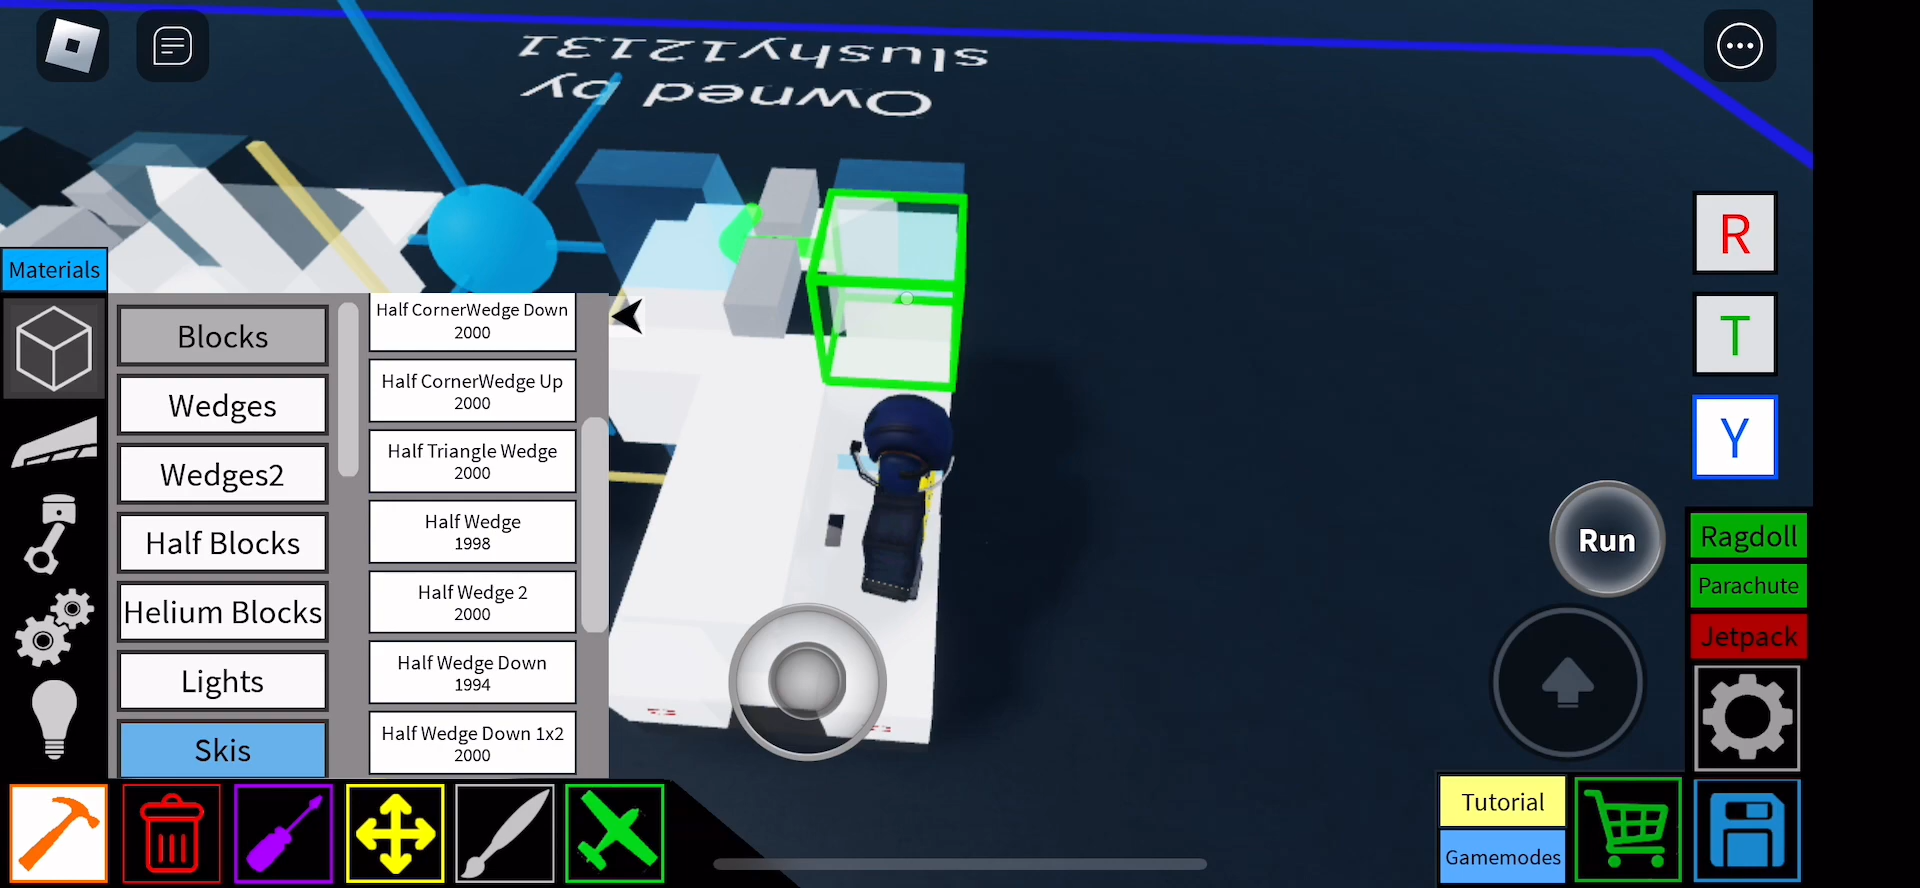 Owned by
slushy12131
Materials
Blocks
Wedges
Wedges2
Half Blocks
Helium Blocks
Lights
Skis
Half CornerWedge Down
2000
Half CornerWedge Up
2000
Half Triangle Wedge
2000
Half Wedge
1998
Half Wedge 2
2000
Half Wedge Down
1994
Half Wedge Down 1x2
2000
R
T
Y
Run
Ragdoll
Parachute
Jetpack
Tutorial
Gamemodes